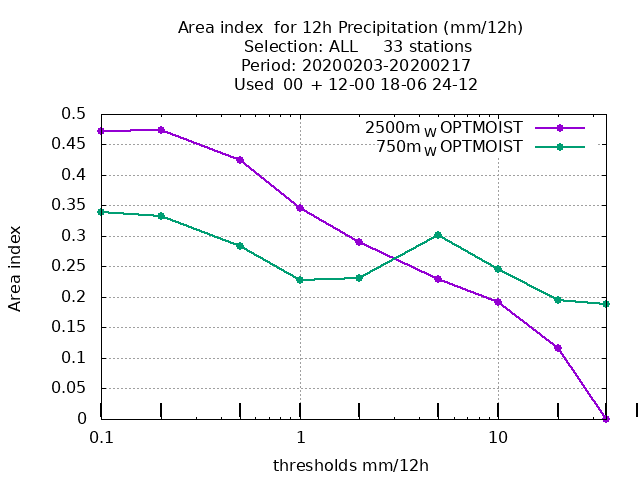 Area index  for 12h Precipitation (mm/12h)
Selection: ALL     33 stations
Period: 20200203-20200217
Used  00  + 12-00 18-06 24-12
2500m W OPTMOIST
750m W OPTMOIST
0.5
0.45
0.4
0.35
0.3
0.25
0.2
0.15
0.1
0.05
0
Area index
0.1
1
10
thresholds mm/12h